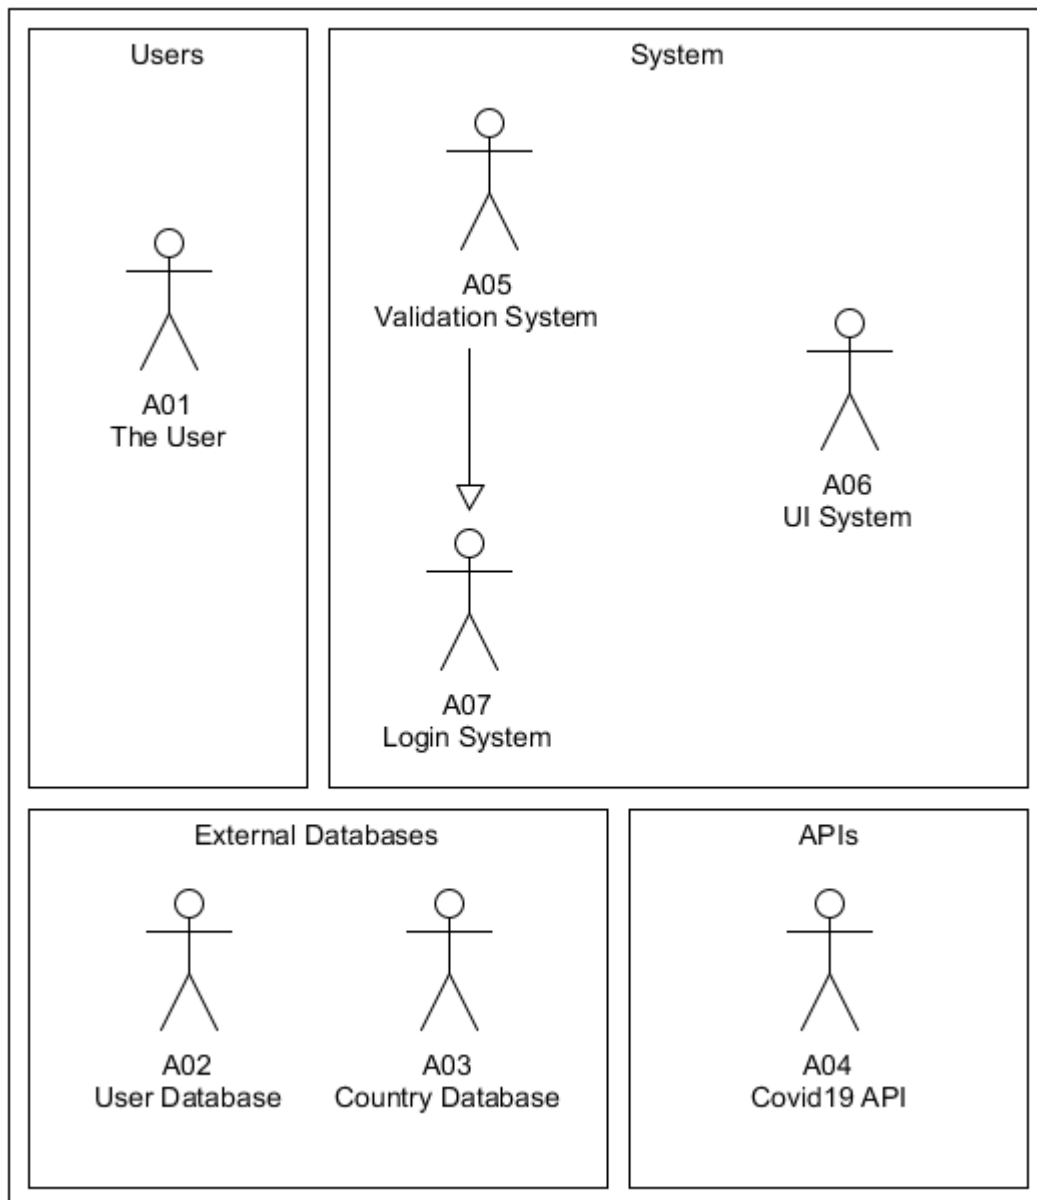 Users
System
A05
Validation System
A01
The User
A06
UI System
A07
Login System
External Databases
APIs
A02
User Database
A03
Country Database
A04
Covid19 API